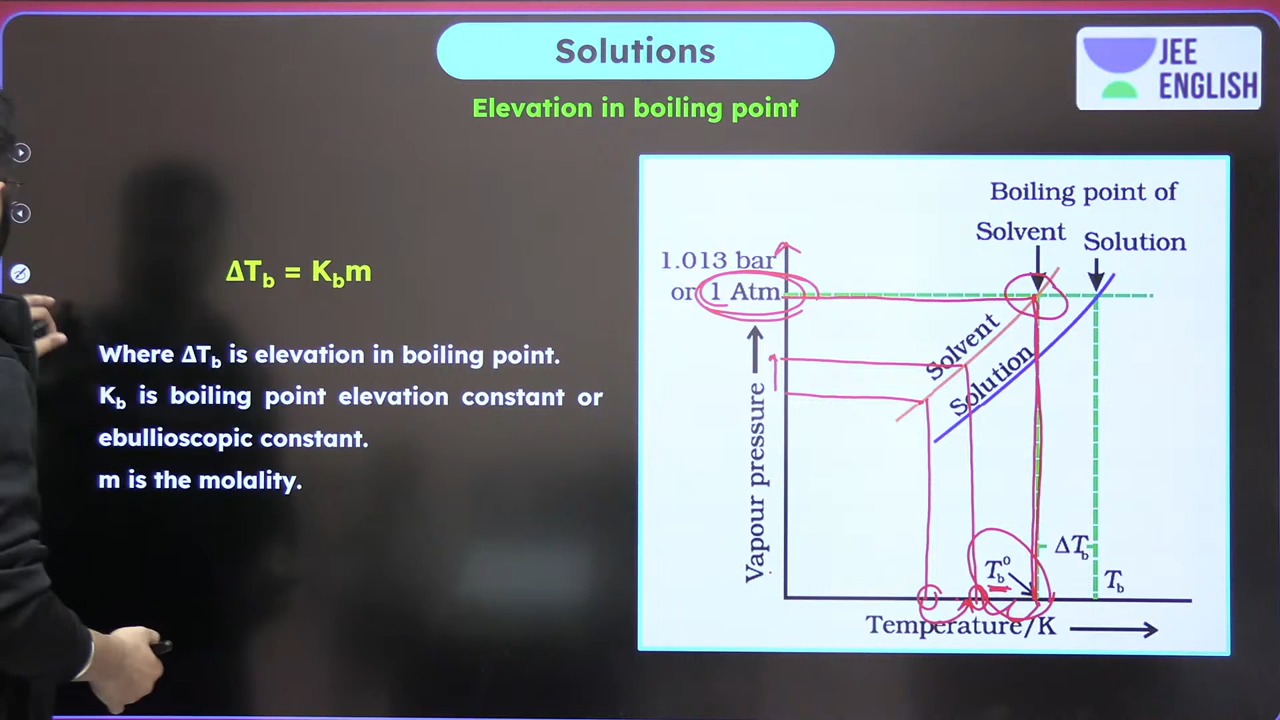 Solutions
JEE
ENGLISH
Elevation in boiling point
ΔT_b = K_bm
Where ΔT_b is elevation in boiling point.
K_b is boiling point elevation constant or
ebullioscopic constant.
m is the molality.
Boiling point of
Solvent
Solution
1.013 bar
or 1 Atm
Solvent
Solution
Vapour pressure
ΔT_b
T_b°
T_b
Temperature/K